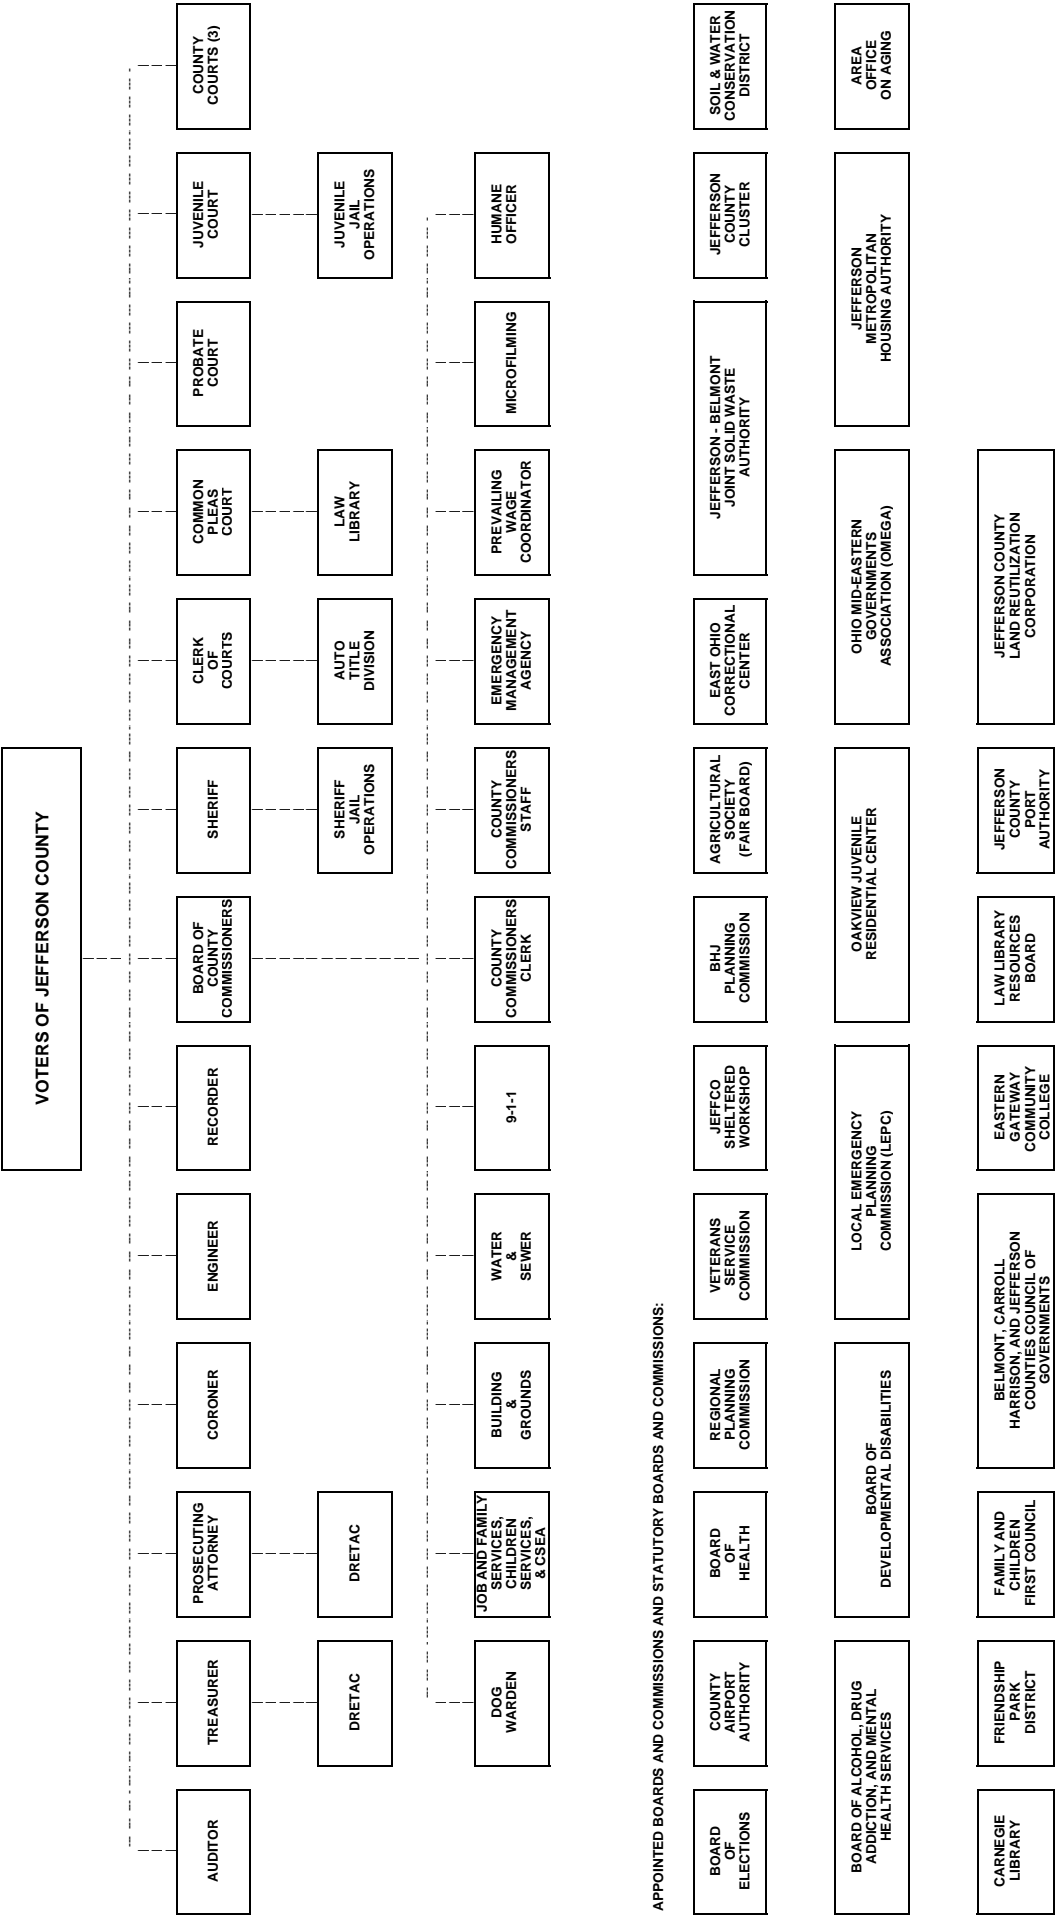 VOTERS OF JEFFERSON COUNTY
AUDITOR
TREASURER
PROSECUTING
ATTORNEY
CORONER
ENGINEER
RECORDER
BOARD OF
COUNTY
COMMISSIONERS
SHERIFF
CLERK
OF
COURTS
COMMON
PLEAS
COURT
PROBATE
COURT
JUVENILE
COURT
COUNTY
COURTS (3)
DRETAC
DRETAC
SHERIFF
JAIL
OPERATIONS
AUTO
TITLE
DIVISION
LAW
LIBRARY
JUVENILE
JAIL
OPERATIONS
DOG
WARDEN
JOB AND FAMILY
SERVICES,
CHILDREN
SERVICES,
& CSEA
BUILDING
&
GROUNDS
WATER
&
SEWER
9-1-1
COUNTY
COMMISSIONERS
CLERK
COUNTY
COMMISSIONERS
STAFF
EMERGENCY
MANAGEMENT
AGENCY
PREVAILING
WAGE
COORDINATOR
MICROFILMING
HUMANE
OFFICER
APPOINTED BOARDS AND COMMISSIONS AND STATUTORY BOARDS AND COMMISSIONS:
BOARD
OF
ELECTIONS
COUNTY
AIRPORT
AUTHORITY
BOARD
OF
HEALTH
REGIONAL
PLANNING
COMMISSION
VETERANS
SERVICE
COMMISSION
JEFFCO
SHELTERED
WORKSHOP
BHJ
PLANNING
COMMISSION
AGRICULTURAL
SOCIETY
(FAIR BOARD)
EAST OHIO
CORRECTIONAL
CENTER
JEFFERSON - BELMONT
JOINT SOLID WASTE
AUTHORITY
JEFFERSON
COUNTY
CLUSTER
SOIL & WATER
CONSERVATION
DISTRICT
BOARD OF ALCOHOL, DRUG
ADDICTION, AND MENTAL
HEALTH SERVICES
BOARD OF
DEVELOPMENTAL DISABILITIES
LOCAL EMERGENCY
PLANNING
COMMISSION (LEPC)
OAKVIEW JUVENILE
RESIDENTIAL CENTER
OHIO MID-EASTERN
GOVERNMENTS
ASSOCIATION (OMEGA)
JEFFERSON
METROPOLITAN
HOUSING AUTHORITY
AREA
OFFICE
ON AGING
CARNEGIE
LIBRARY
FRIENDSHIP
PARK
DISTRICT
FAMILY AND
CHILDREN
FIRST COUNCIL
BELMONT, CARROLL
HARRISON, AND JEFFERSON
COUNTIES COUNCIL OF
GOVERNMENTS
EASTERN
GATEWAY
COMMUNITY
COLLEGE
LAW LIBRARY
RESOURCES
BOARD
JEFFERSON
COUNTY
PORT
AUTHORITY
JEFFERSON COUNTY
LAND REUTILIZATION
CORPORATION